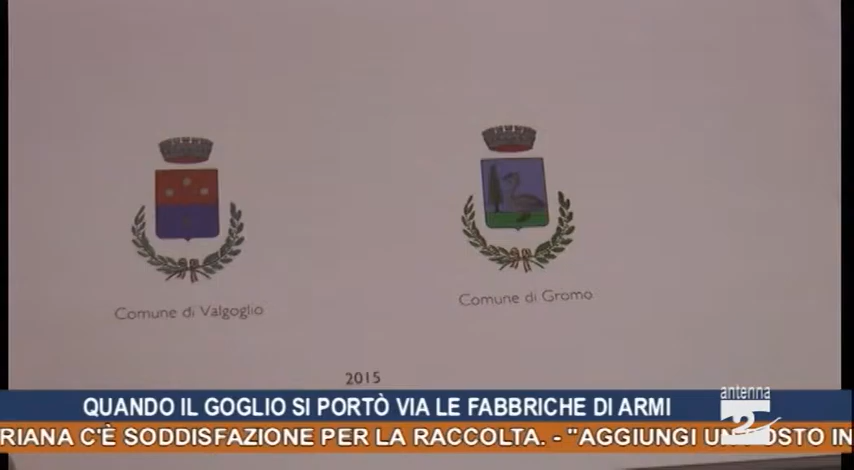 Comune di Valgoglio
Comune di Gromo
2015
antenna
2
QUANDO IL GOGLIO SI PORTÒ VIA LE FABBRICHE DI ARMI
RIANA C'È SODDISFAZIONE PER LA RACCOLTA. - "AGGIUNGI UN POSTO IN